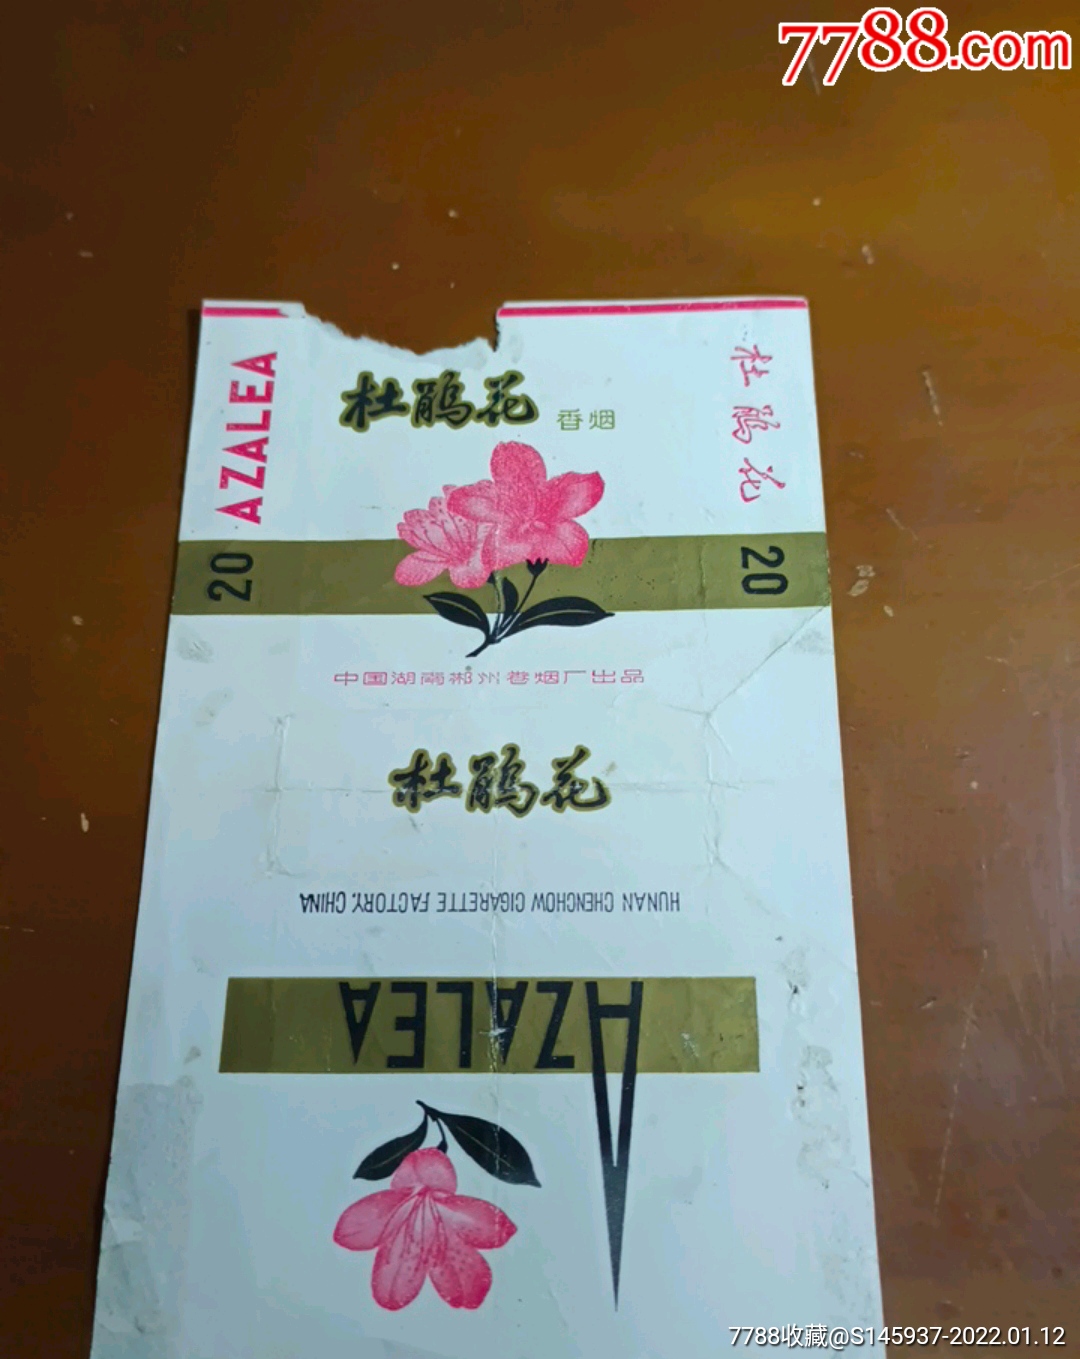 7788.com
AZALEA
杜鹃花 香烟
杜鹃花
20
20
中国湖南郴州卷烟厂出品
杜鹃花
HUNAN CHENCHOW CIGARETTE FACTORY, CHINA
AZALEA
7788收藏@S145937-2022.01.12